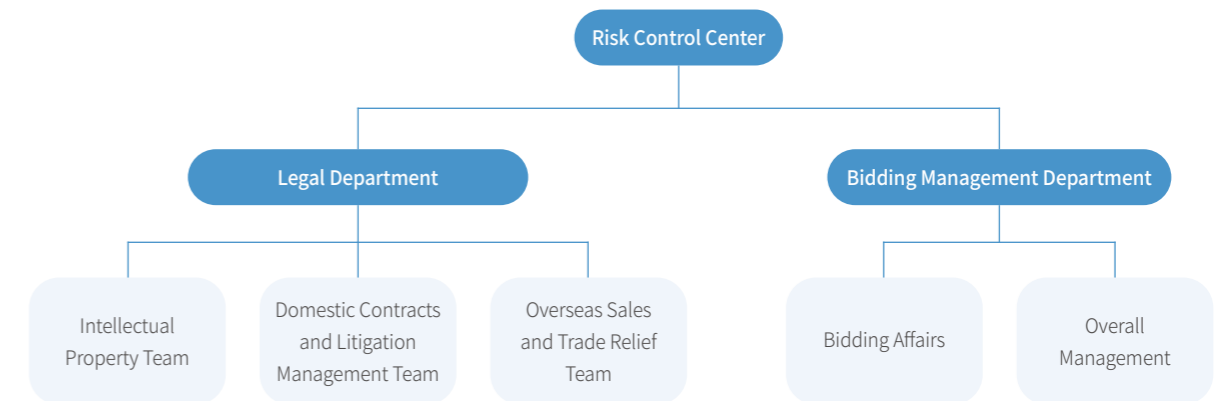 Risk Control Center
Legal Department
Bidding Management Department
Intellectual
Property Team
Domestic Contracts
and Litigation
Management Team
Overseas Sales
and Trade Relief
Team
Bidding Affairs
Overall
Management